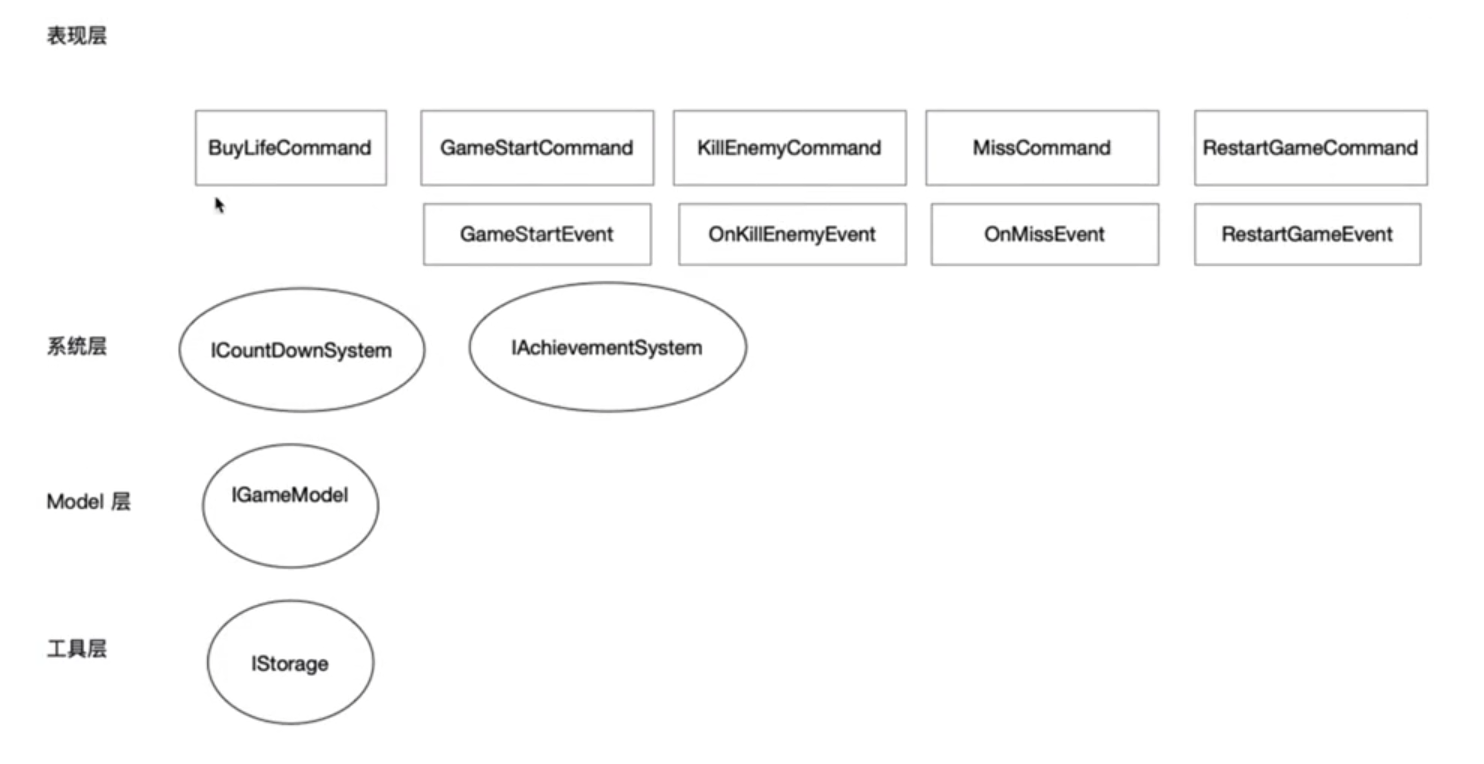 表现层
BuyLifeCommand GameStartCommand KillEnemyCommand MissCommand RestartGameCommand
GameStartEvent OnKillEnemyEvent OnMissEvent RestartGameEvent
系统层 ICountDownSystem IAchievementSystem
Model 层 IGameModel
工具层 IStorage